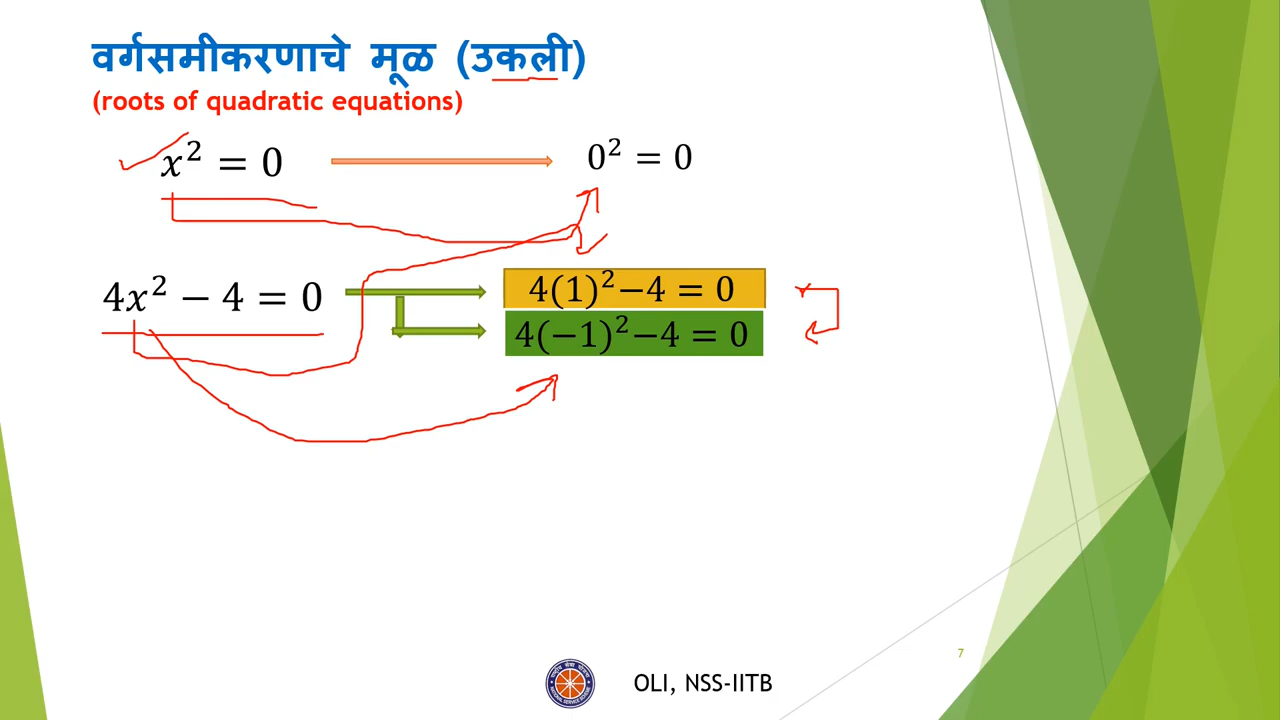 वर्गसमीकरणाचे मूळ (उकली)
(roots of quadratic equations)
x² = 0 0² = 0
4x² − 4 = 0 4(1)²−4 = 0
4(−1)²−4 = 0
7
OLI, NSS-IITB